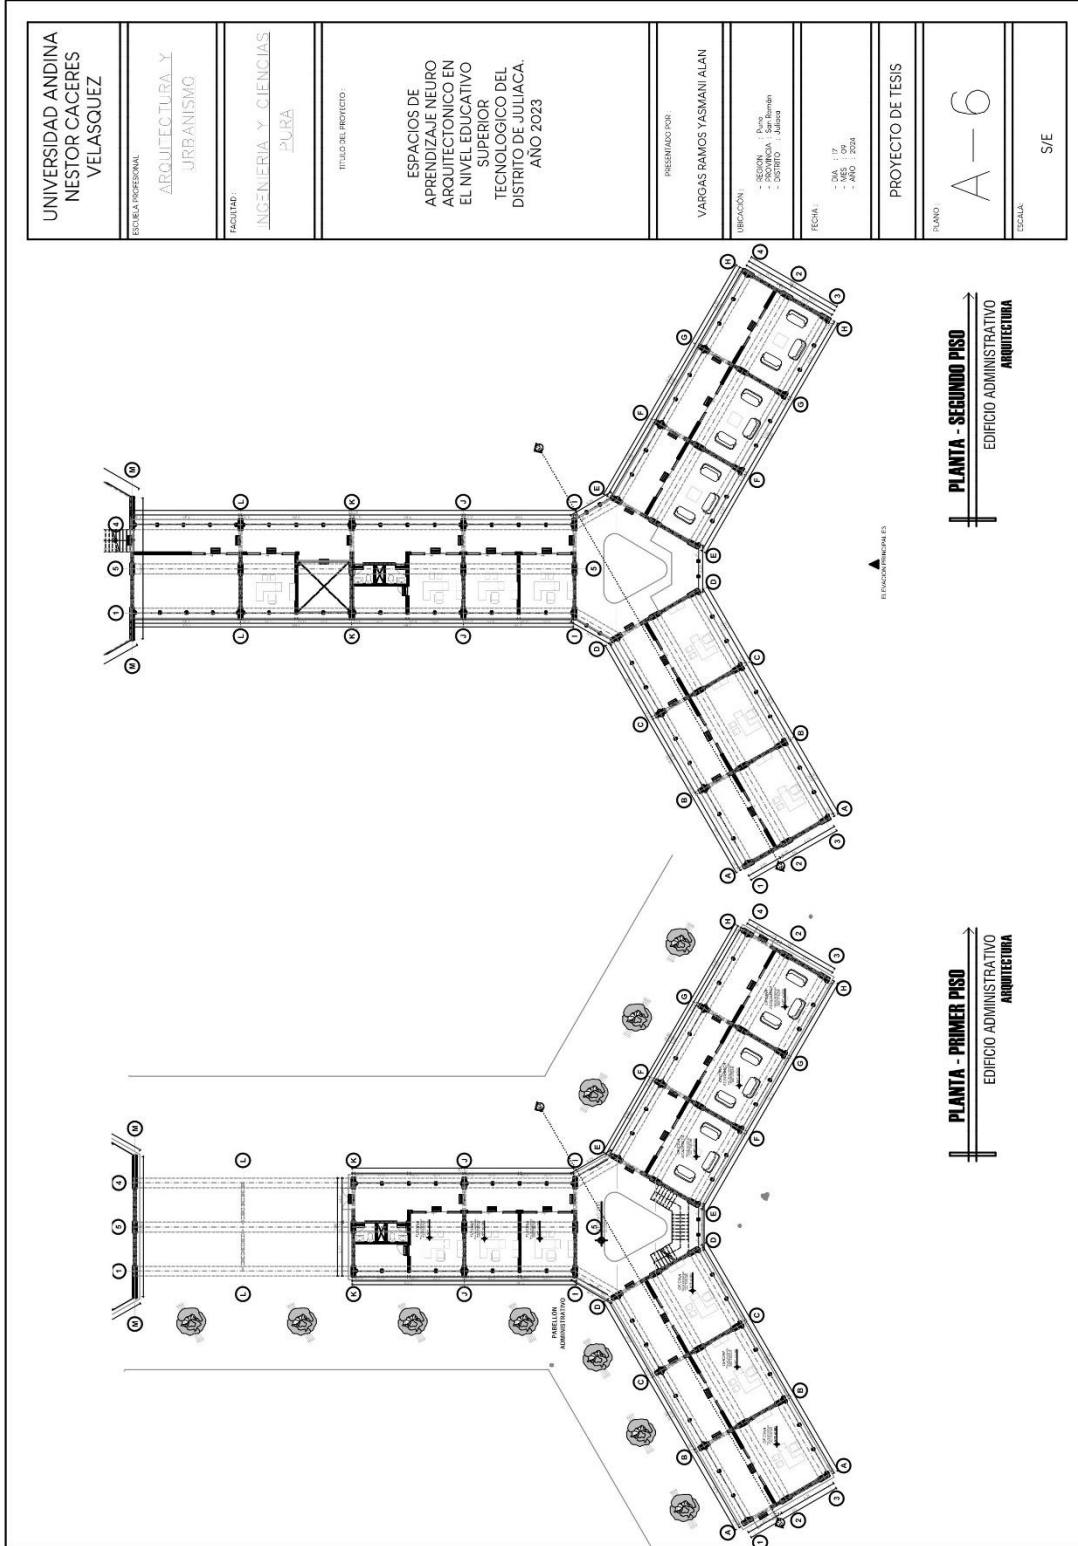 UNIVERSIDAD ANDINA
NESTOR CACERES
VELASQUEZ
ESCUELA PROFESIONAL
ARQUITECTURA Y
URBANISMO
FACULTAD :
INGENIERIA Y CIENCIAS
PURA
TITULO DEL PROYECTO :
ESPACIOS DE
APRENDIZAJE NEURO
ARQUITECTONICO EN
EL NIVEL EDUCATIVO
SUPERIOR
TECNOLOGICO DEL
DISTRITO DE JULIACA.
AÑO 2023
PRESENTADO POR:
VARGAS RAMOS YASMANI ALAN
UBICACIÓN :
- REGION : Puno
- PROVINCIA : San Román
- DISTRITO : Juliaca
FECHA :
- DIA : 17
- MES : 09
- AÑO : 2024
PROYECTO DE TESIS
PLANO :
A - 6
ESCALA:
S/E
PLANTA - SEGUNDO PISO
EDIFICIO ADMINISTRATIVO
ARQUITECTURA
ELEVACION PRINCIPAL ES
PLANTA - PRIMER PISO
EDIFICIO ADMINISTRATIVO
ARQUITECTURA
PABELLÓN
ADMINISTRATIVO